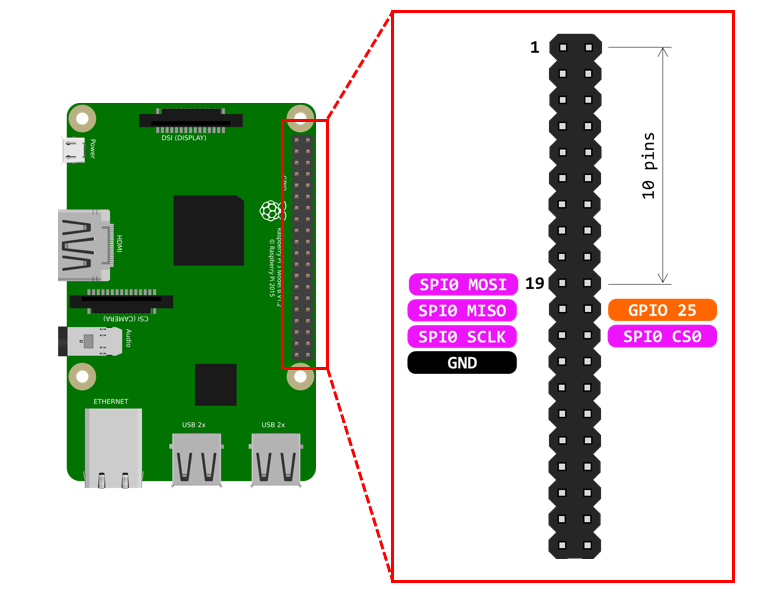 DSI (DISPLAY)
Power
HDMI
Raspberry Pi 3 Model B V1.2
© Raspberry Pi 2015
CSI (CAMERA)
Audio
ETHERNET
USB 2x
USB 2x
1
10 pins
SPI0 MOSI
19
SPI0 MISO
GPIO 25
SPI0 SCLK
SPI0 CS0
GND